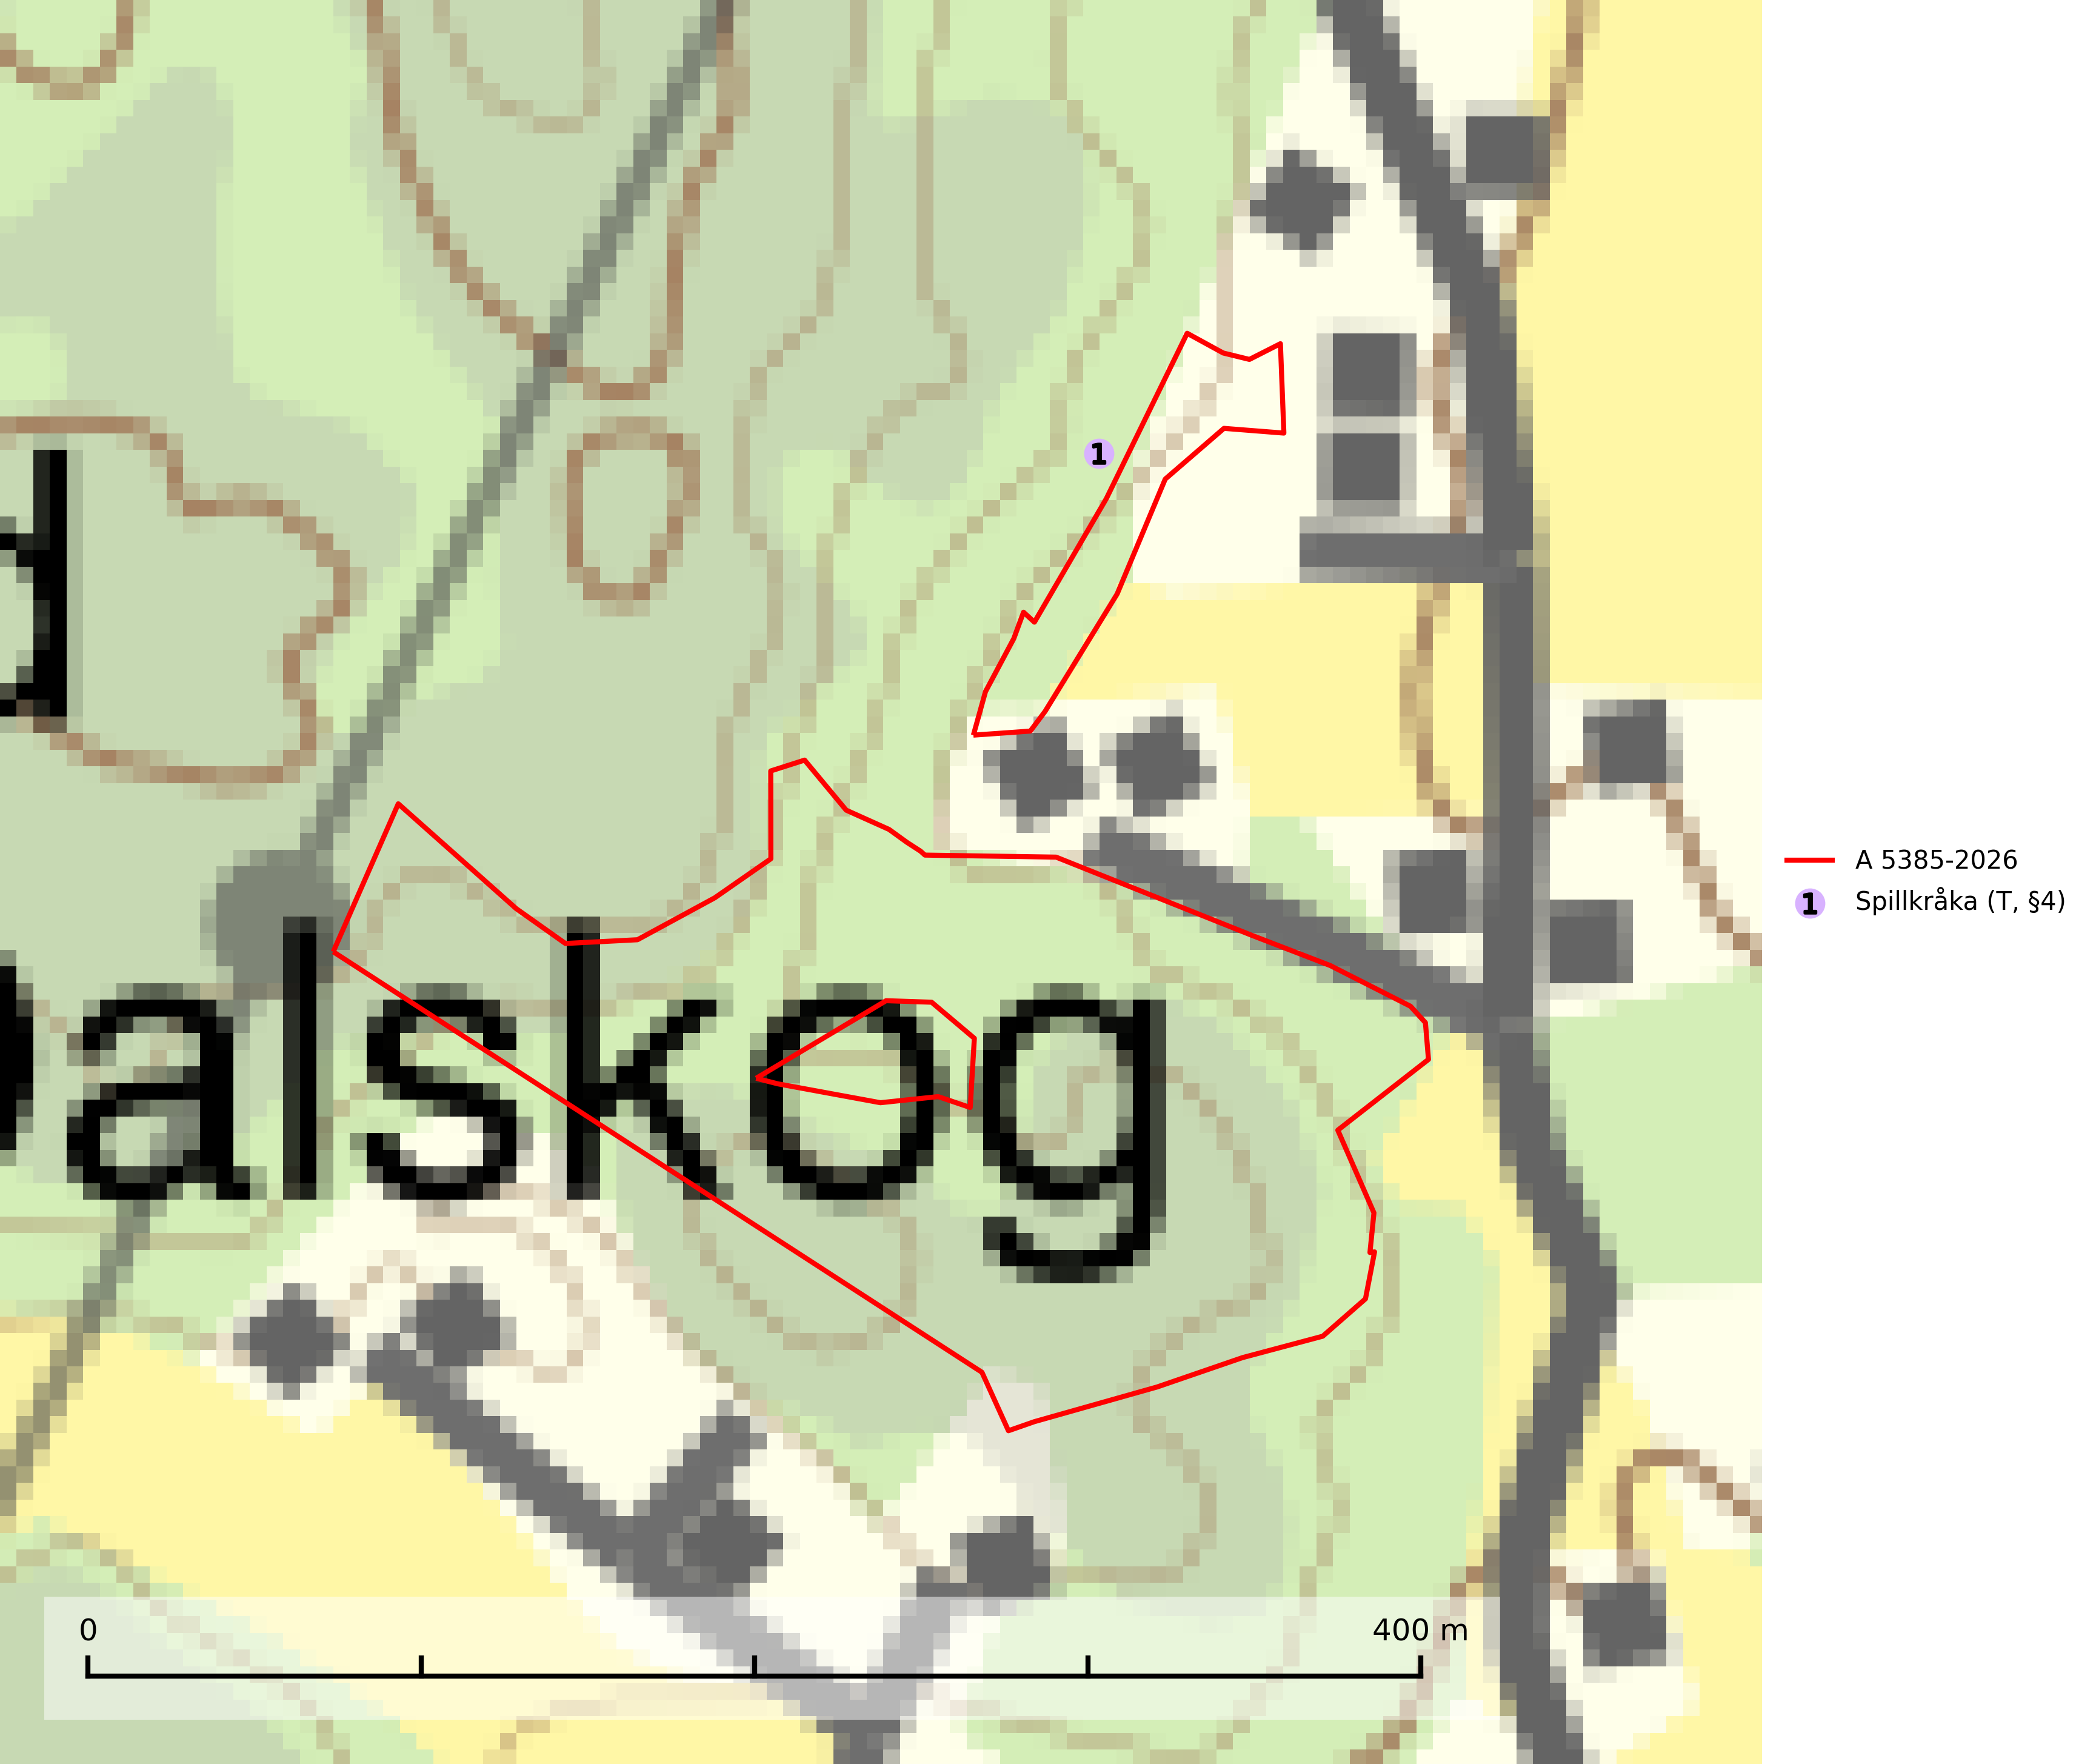 1
alskog
A 5385-2026
1 Spillkråka (T, §4)
0 400 m